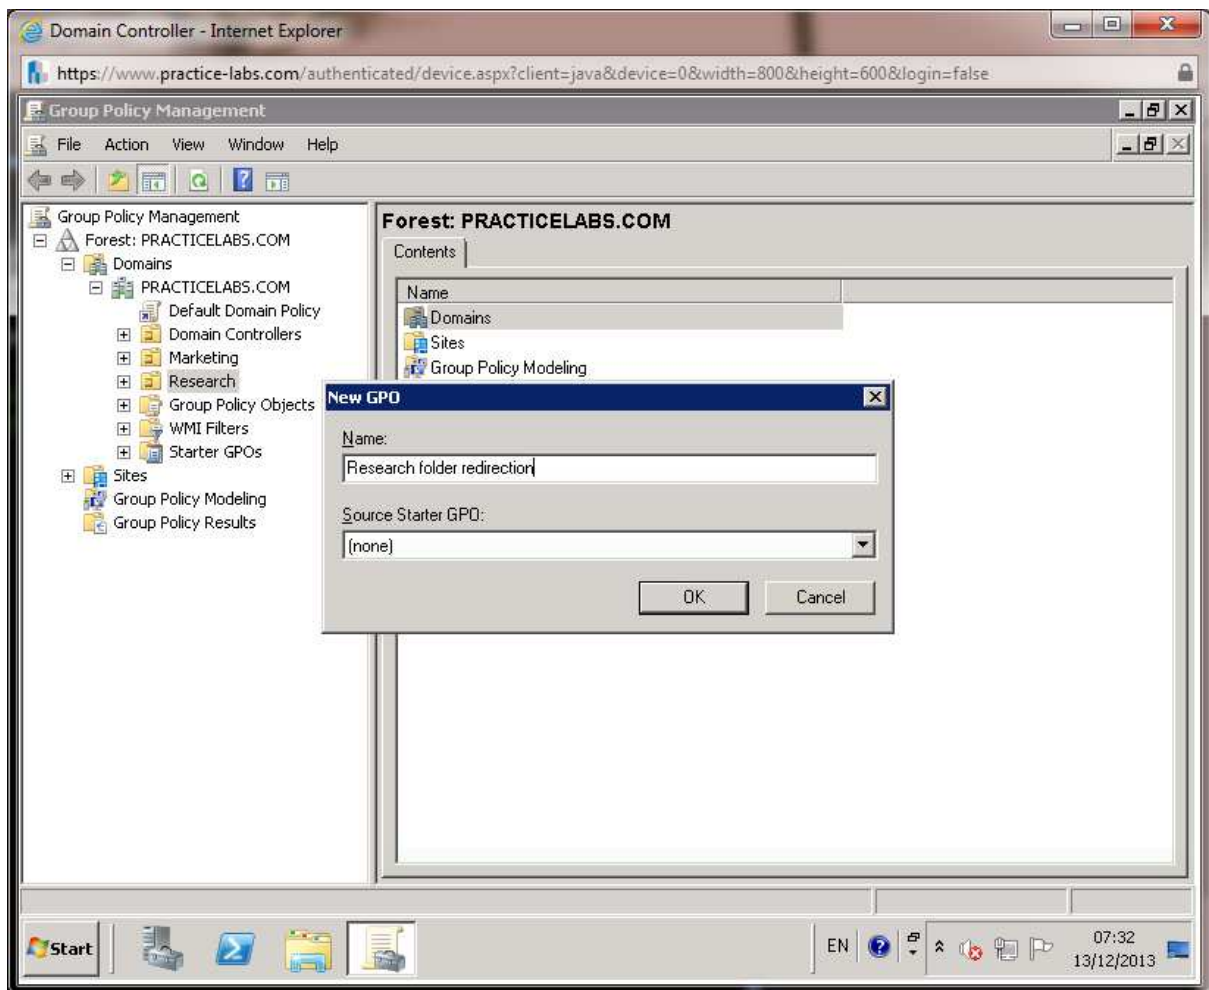 Domain Controller - Internet Explorer
https://www.practice-labs.com/authenticated/device.aspx?client=java&device=0&width=800&height=600&login=false
Group Policy Management
File Action View Window Help
Group Policy Management
Forest: PRACTICELABS.COM
Domains
PRACTICELABS.COM
Default Domain Policy
Domain Controllers
Marketing
Research
Group Policy Objects
WMI Filters
Starter GPOs
Sites
Group Policy Modeling
Group Policy Results
Forest: PRACTICELABS.COM
Contents
Name
Domains
Sites
Group Policy Modeling
New GPO
Name:
Research folder redirection
Source Starter GPO:
(none)
OK Cancel
Start
EN
07:32
13/12/2013